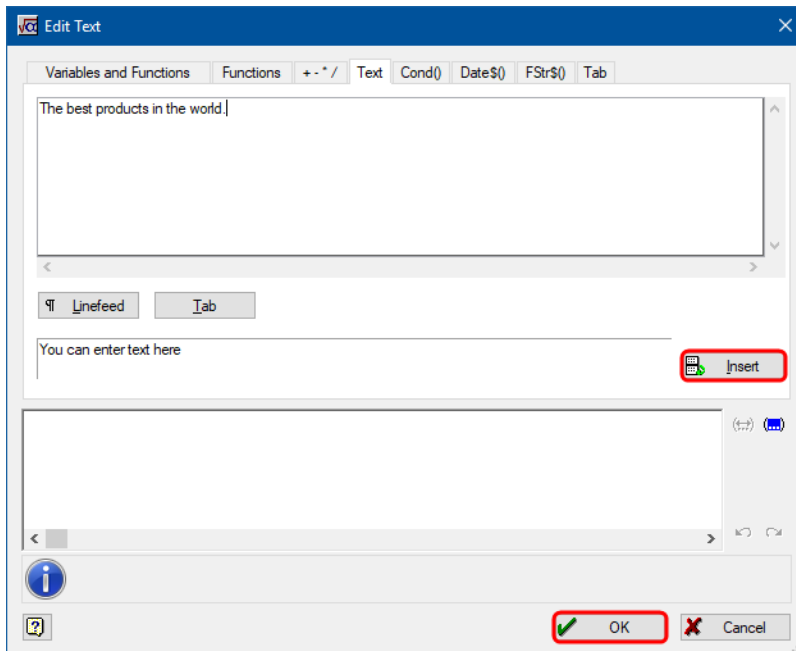 Edit Text
Variables and Functions Functions + - * / Text Cond() Date$() FStr$() Tab
The best products in the world.
¶ Linefeed Tab
You can enter text here
Insert
OK Cancel